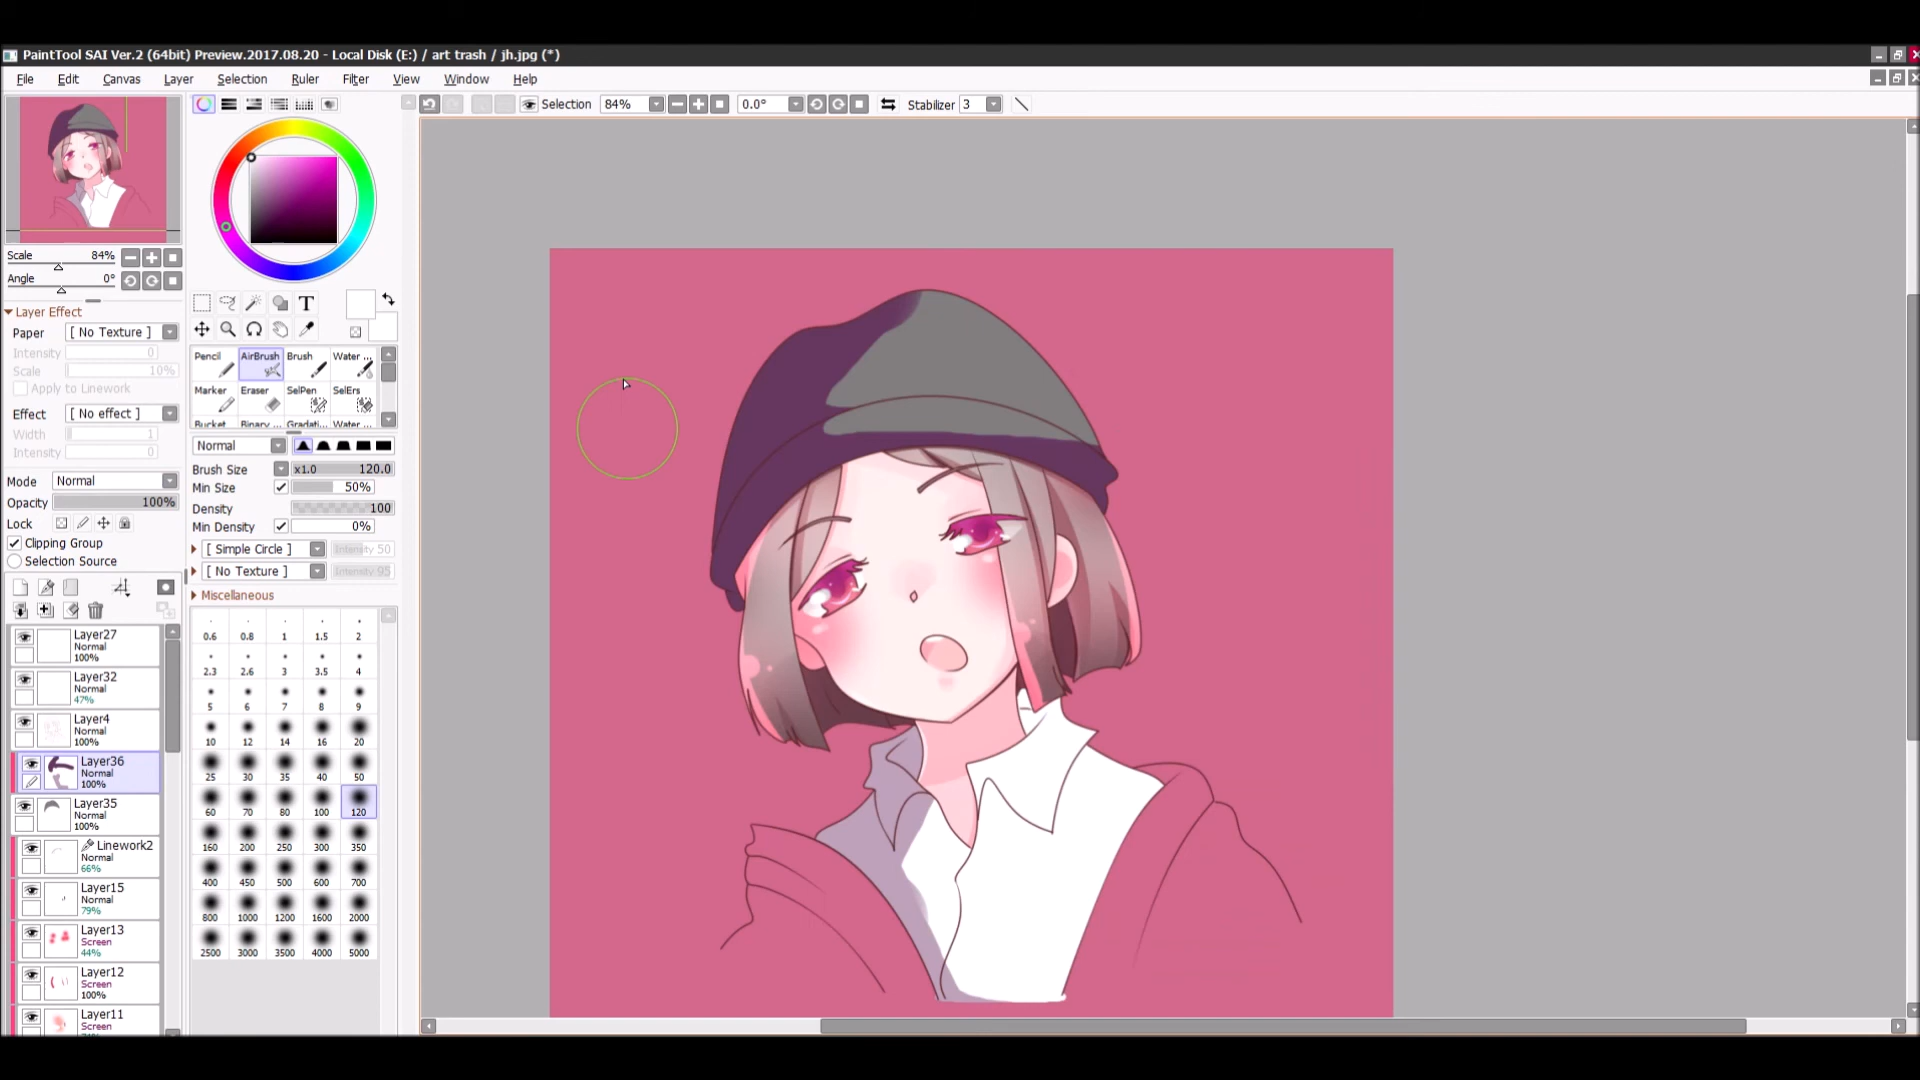 PaintTool SAI Ver.2 (64bit) Preview.2017.08.20 - Local Disk (E:) / art trash / jh.jpg (*)
File Edit Canvas Layer Selection Ruler Filter View Window Help
Selection 84% 0.0° Stabilizer 3
Scale 84%
Angle 0°
Layer Effect
Paper [ No Texture ]
Intensity 0
Scale 10%
Apply to Linework
Effect [ No effect ]
Width 1
Intensity 0
Mode Normal
Opacity 100%
Lock
Clipping Group
Selection Source
Layer27
Normal
100%
Layer32
Normal
47%
Layer4
Normal
100%
Layer36
Normal
100%
Layer35
Normal
100%
Linework2
Normal
66%
Layer15
Normal
79%
Layer13
Screen
44%
Layer12
Screen
100%
Layer11
Screen
T
Pencil AirBrush Brush Water ...
Marker Eraser SelPen SelErs
Bucket Binary ... Gradati... Water ...
Normal
Brush Size x1.0 120.0
Min Size 50%
Density 100
Min Density 0%
[ Simple Circle ] Intensity 50
[ No Texture ] Intensity 95
Miscellaneous
0.6 0.8 1 1.5 2
2.3 2.6 3 3.5 4
5 6 7 8 9
10 12 14 16 20
25 30 35 40 50
60 70 80 100 120
160 200 250 300 350
400 450 500 600 700
800 1000 1200 1600 2000
2500 3000 3500 4000 5000